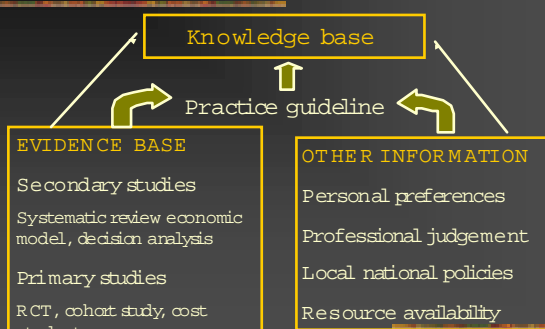 Knowledge base
Practice guideline
EVIDENCE BASE
Secondary studies
Systematic review economic
model, decision analysis
Primary studies
RCT, cohort study, cost
OTHER INFORMATION
Personal preferences
Professional judgement
Local national policies
Resource availability